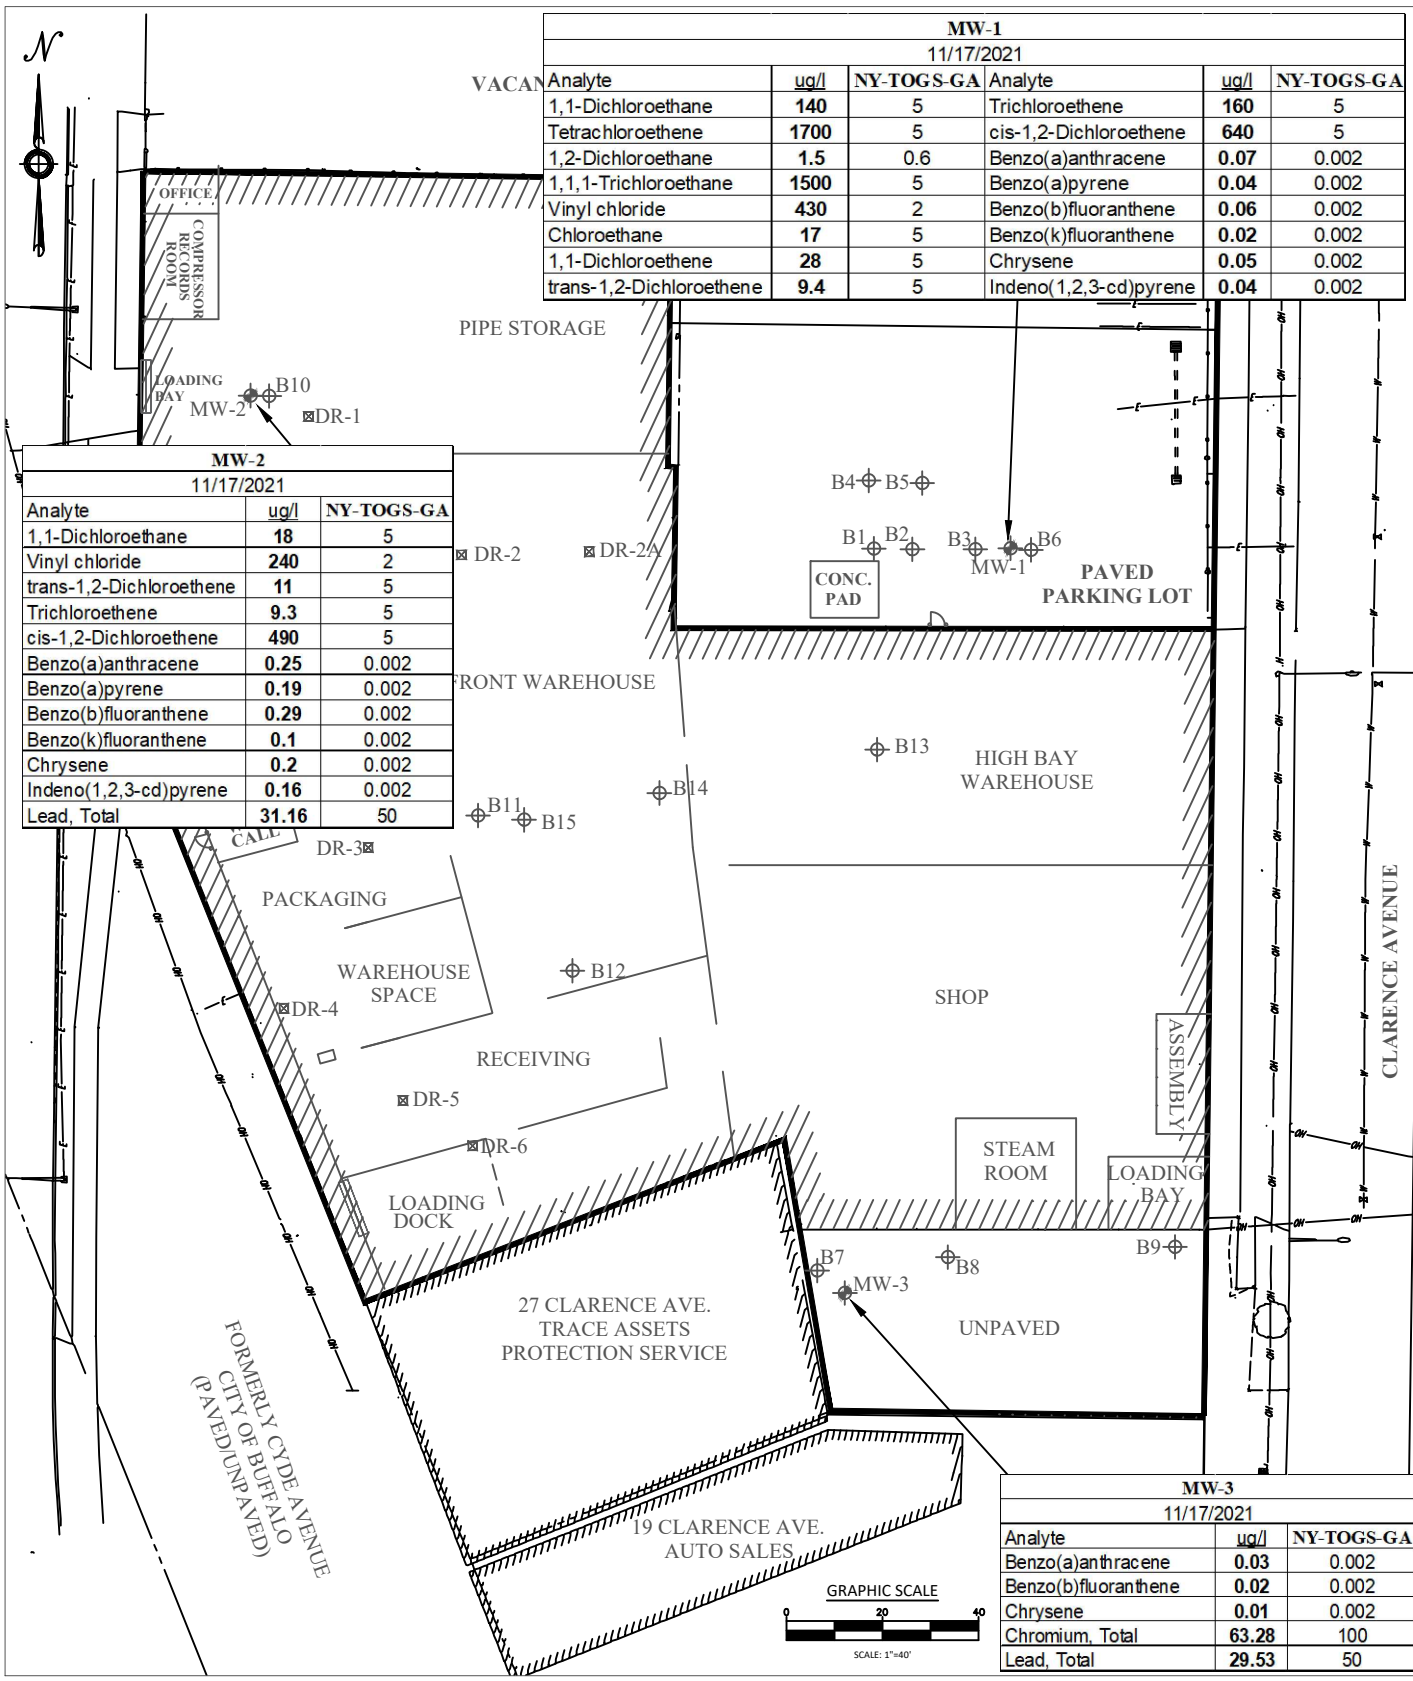 N
VACAN
MW-1
11/17/2021
Analyte ug/l NY-TOGS-GA Analyte ug/l NY-TOGS-GA
1,1-Dichloroethane 140 5 Trichloroethene 160 5
Tetrachloroethene 1700 5 cis-1,2-Dichloroethene 640 5
1,2-Dichloroethane 1.5 0.6 Benzo(a)anthracene 0.07 0.002
1,1,1-Trichloroethane 1500 5 Benzo(a)pyrene 0.04 0.002
Vinyl chloride 430 2 Benzo(b)fluoranthene 0.06 0.002
Chloroethane 17 5 Benzo(k)fluoranthene 0.02 0.002
1,1-Dichloroethene 28 5 Chrysene 0.05 0.002
trans-1,2-Dichloroethene 9.4 5 Indeno(1,2,3-cd)pyrene 0.04 0.002
OFFICE
COMPRESSOR
RECORDS
ROOM
PIPE STORAGE
LOADING
BAY
B10
MW-2
DR-1
MW-2
11/17/2021
Analyte ug/l NY-TOGS-GA
1,1-Dichloroethane 18 5
Vinyl chloride 240 2
trans-1,2-Dichloroethene 11 5
Trichloroethene 9.3 5
cis-1,2-Dichloroethene 490 5
Benzo(a)anthracene 0.25 0.002
Benzo(a)pyrene 0.19 0.002
Benzo(b)fluoranthene 0.29 0.002
Benzo(k)fluoranthene 0.1 0.002
Chrysene 0.2 0.002
Indeno(1,2,3-cd)pyrene 0.16 0.002
Lead, Total 31.16 50
B4 B5
DR-2 DR-2A
B1 B2 B3 B6
MW-1
CONC.
PAD
PAVED
PARKING LOT
FRONT WAREHOUSE
B13
HIGH BAY
WAREHOUSE
B14
B11
B15
CALL
DR-3
PACKAGING
WAREHOUSE
SPACE
B12
DR-4
SHOP
CLARENCE AVENUE
ASSEMBLY
RECEIVING
DR-5
DR-6
STEAM
ROOM
LOADING
BAY
LOADING
DOCK
B7 B8 B9
MW-3
UNPAVED
27 CLARENCE AVE.
TRACE ASSETS
PROTECTION SERVICE
FORMERLY CYDE AVENUE
CITY OF BUFFALO
(PAVED/UNPAVED)
19 CLARENCE AVE.
AUTO SALES
GRAPHIC SCALE
0 20 40
SCALE: 1"=40'
MW-3
11/17/2021
Analyte ug/l NY-TOGS-GA
Benzo(a)anthracene 0.03 0.002
Benzo(b)fluoranthene 0.02 0.002
Chrysene 0.01 0.002
Chromium, Total 63.28 100
Lead, Total 29.53 50